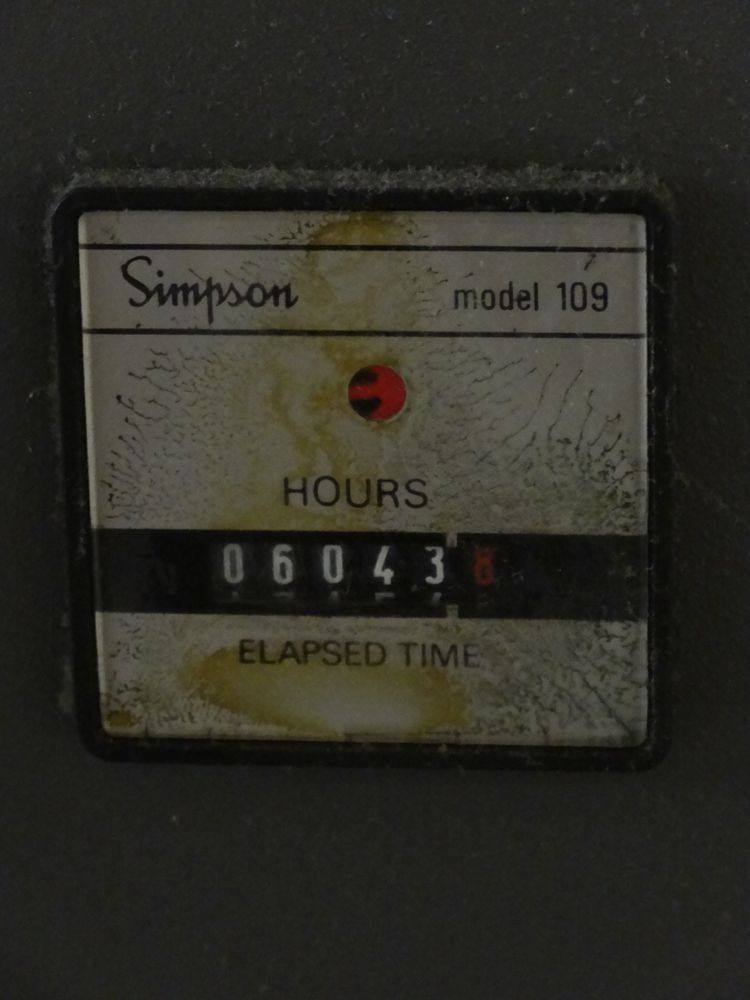 Simpson model 109
HOURS
060438
ELAPSED TIME